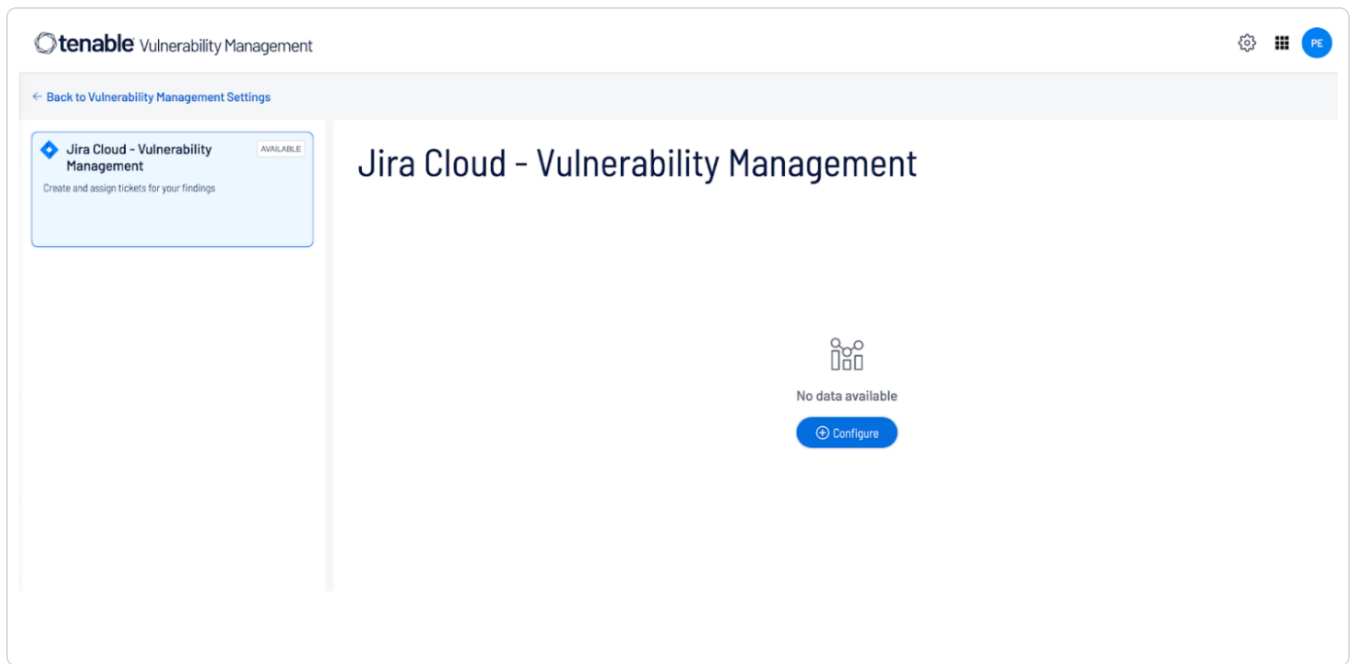 tenable Vulnerability Management
PE
← Back to Vulnerability Management Settings
Jira Cloud - Vulnerability
Management
AVAILABLE
Create and assign tickets for your findings
Jira Cloud - Vulnerability Management
No data available
Configure